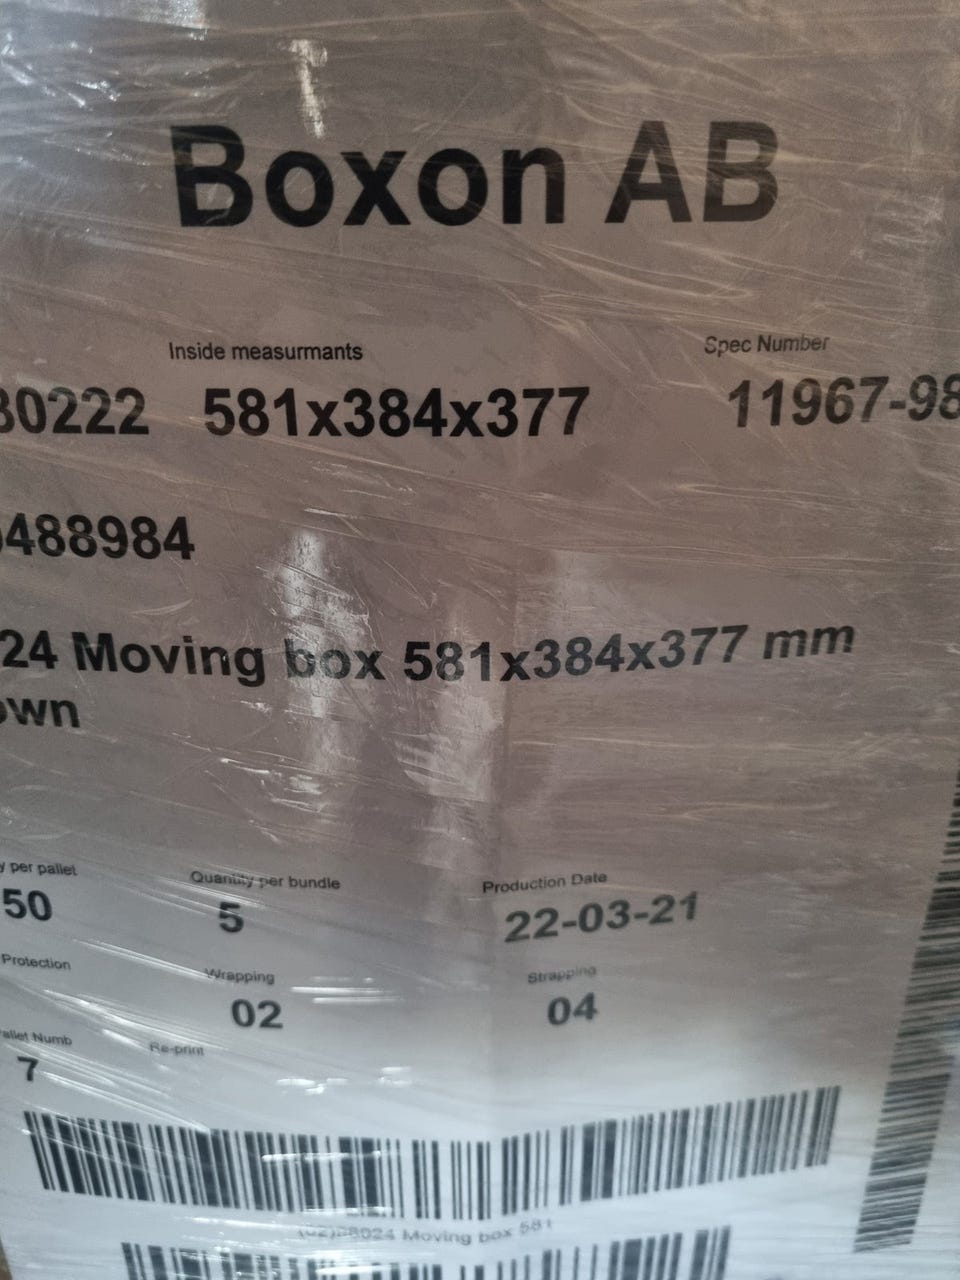 Boxon AB
Inside measurmants Spec Number
30222 581x384x377 11967-98
488984
24 Moving box 581x384x377 mm
own
y per pallet Quantity per bundle Production Date
50 5 22-03-21
Protection Wrapping Strapping
02 04
allet Numb Re-print
7
(02)88024 Moving box 581